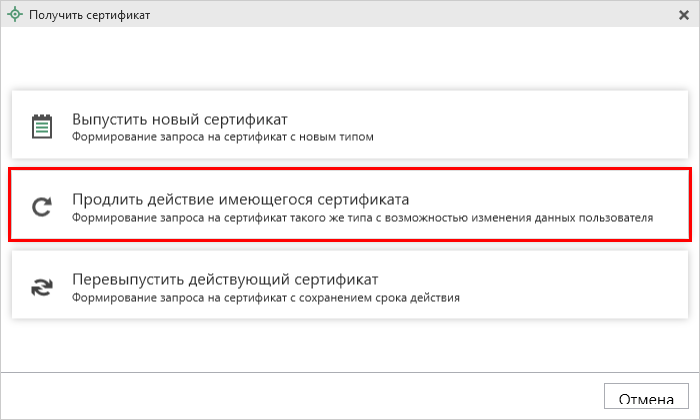 Получить сертификат
Выпустить новый сертификат
Формирование запроса на сертификат с новым типом
Продлить действие имеющегося сертификата
Формирование запроса на сертификат такого же типа с возможностью изменения данных пользователя
Перевыпустить действующий сертификат
Формирование запроса на сертификат с сохранением срока действия
Отмена